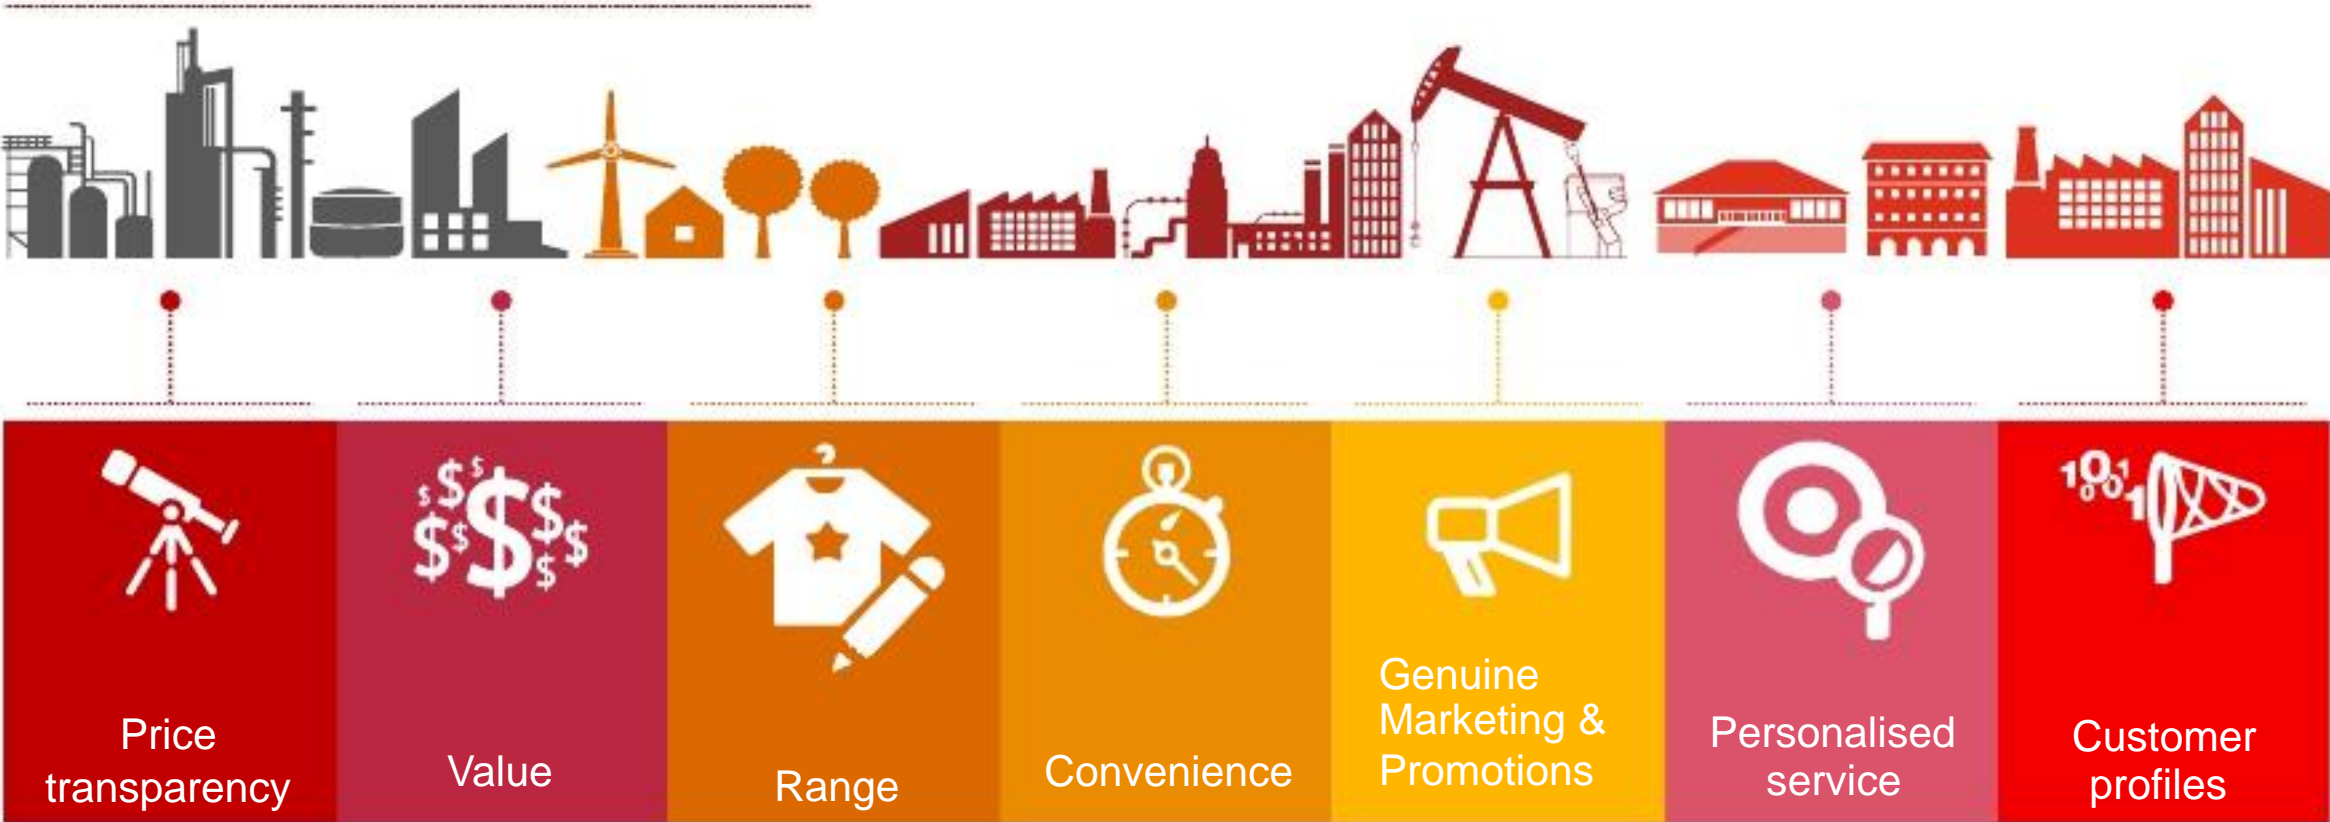 Price
transparency
Value
Range
Convenience
Genuine
Marketing &
Promotions
Personalised
service
Customer
profiles